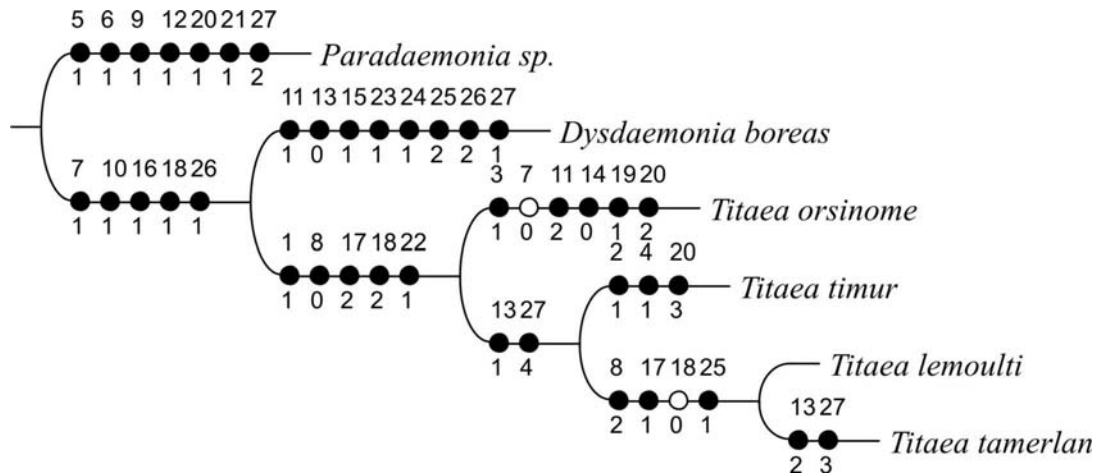 5 6 9 12 20 21 27
Paradaemonia sp.
1 1 1 1 1 1 2
11 13 15 23 24 25 26 27
Dysdaemonia boreas
1 0 1 1 1 2 2 1
7 10 16 18 26
1 1 1 1 1
3 7 11 14 19 20
Titaea orsinome
1 0 2 0 1 2
1 8 17 18 22
1 0 2 2 1
2 4 20
Titaea timur
1 1 3
13 27
1 4
8 17 18 25
2 1 0 1
Titaea lemoulti
13 27
Titaea tamerlan
2 3